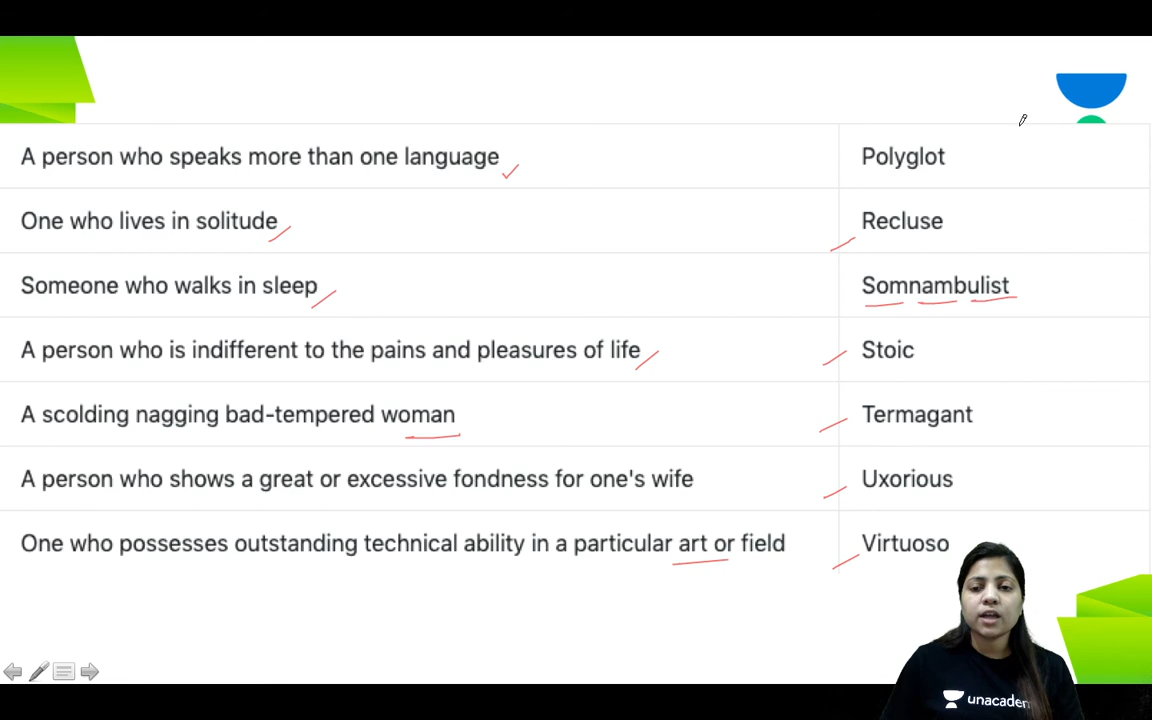 A person who speaks more than one language Polyglot
One who lives in solitude Recluse
Someone who walks in sleep Somnambulist
A person who is indifferent to the pains and pleasures of life Stoic
A scolding nagging bad-tempered woman Termagant
A person who shows a great or excessive fondness for one's wife Uxorious
One who possesses outstanding technical ability in a particular art or field Virtuoso